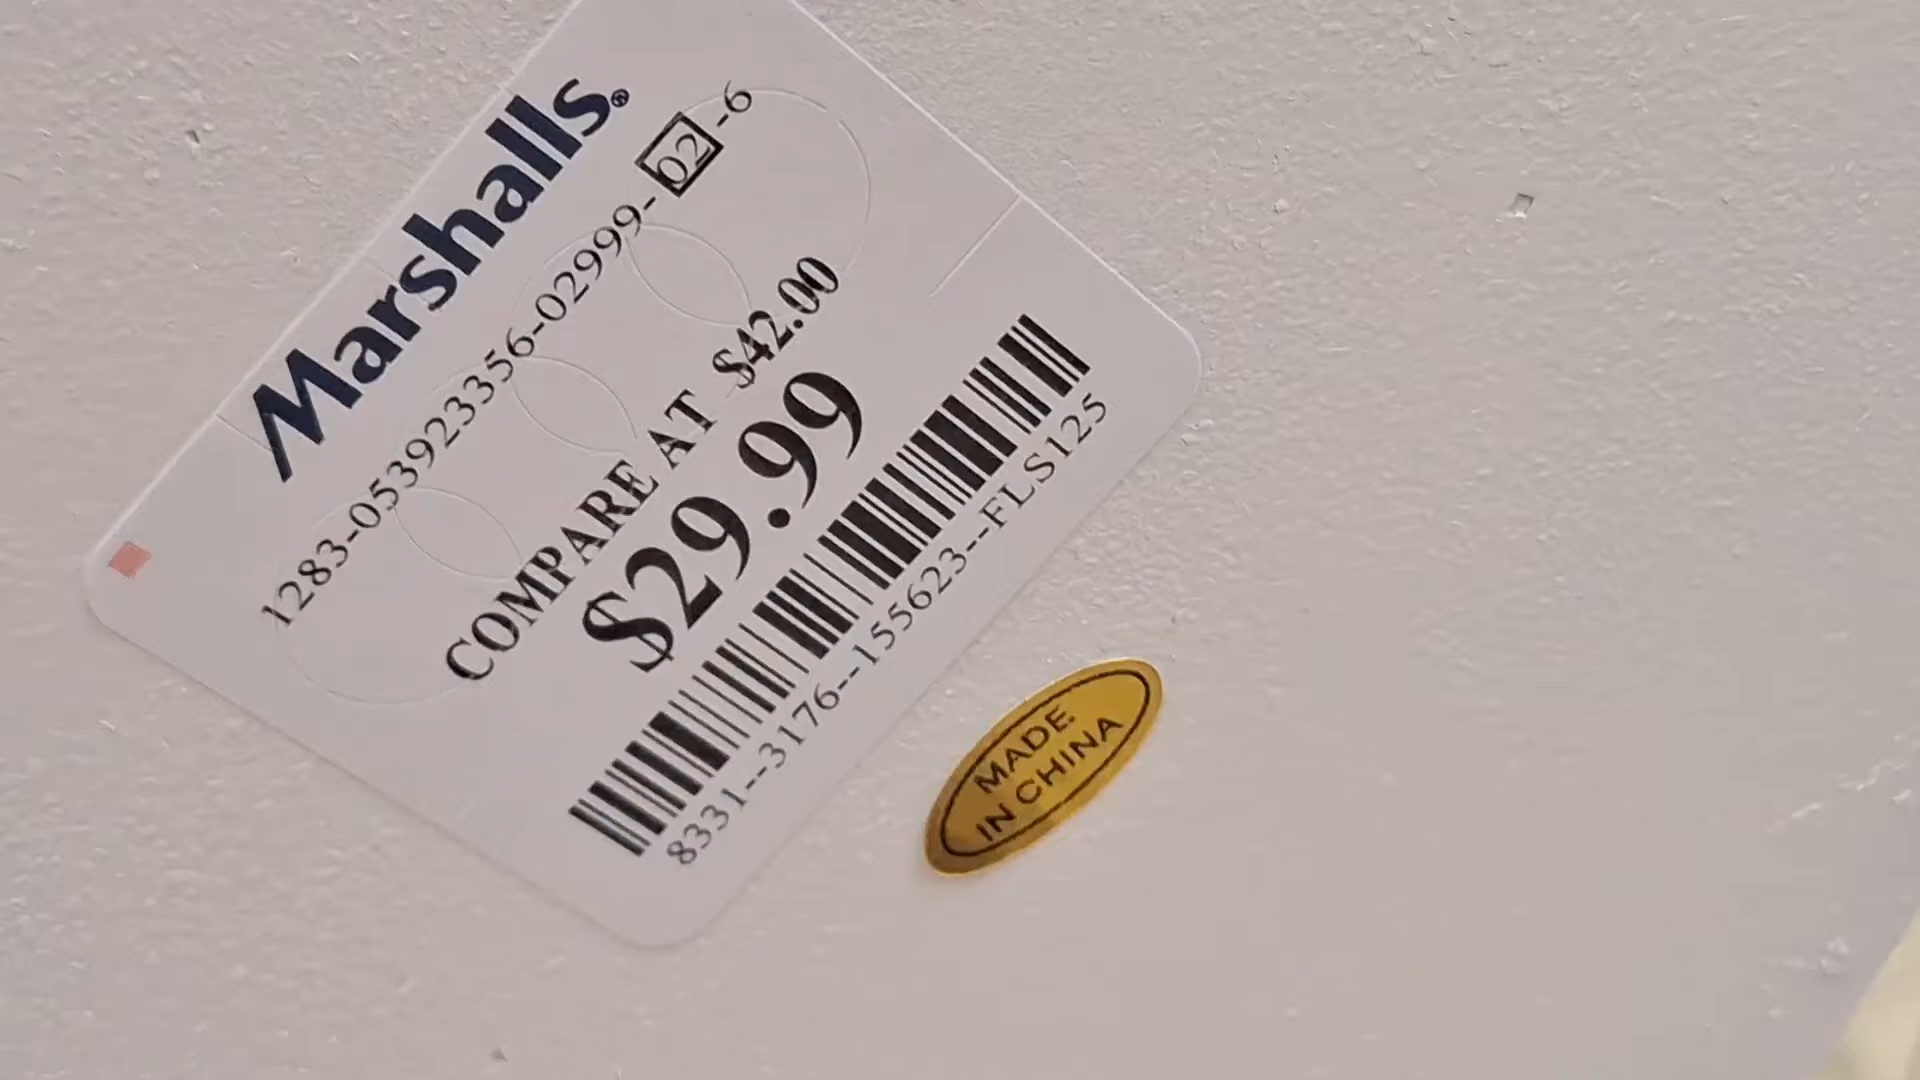 Marshalls®
1283-053923356-02999-02-6
COMPARE AT $42.00
$29.99
8331--3176--155623--FLS125
MADE
IN CHINA